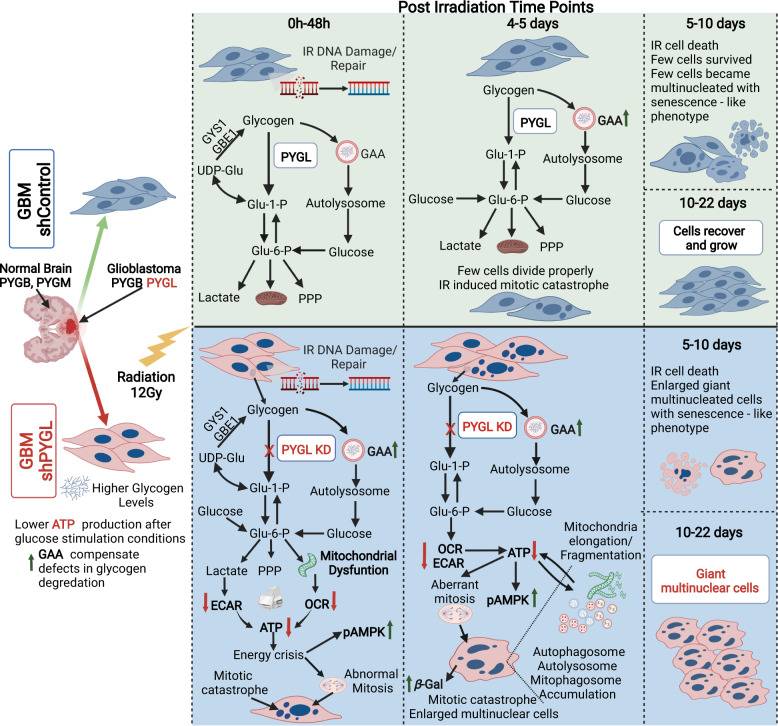 Post Irradiation Time Points
0h-48h
4-5 days
5-10 days
IR DNA Damage/
Repair
Glycogen
GYS1
GBE1
PYGL
GAA
UDP-Glu
Glu-1-P
Autolysosome
Glu-6-P
Glucose
Lactate
PPP
Glycogen
PYGL
GAA
Glu-1-P
Autolysosome
Glucose
Glu-6-P
Glucose
Lactate
PPP
Few cells divide properly
IR induced mitotic catastrophe
IR cell death
Few cells survived
Few cells became
multinucleated with
senescence - like
phenotype
10-22 days
Cells recover
and grow
GBM
shControl
Normal Brain
PYGB, PYGM
Glioblastoma
PYGB PYGL
Radiation
12Gy
GBM
shPYGL
Higher Glycogen
Levels
Lower ATP production after
glucose stimulation conditions
GAA compensate
defects in glycogen
degredation
IR DNA Damage/
Repair
Glycogen
GYS1
GBE1
PYGL KD
GAA
UDP-Glu
Glu-1-P
Autolysosome
Glucose
Glu-6-P
Glucose
Lactate
PPP
Mitochondrial
Dysfuntion
ECAR
OCR
ATP
pAMPK
Energy crisis
Mitotic
catastrophe
Abnormal
Mitosis
Glycogen
PYGL KD
GAA
Glu-1-P
Autolysosome
Glu-6-P
Glucose
OCR
ECAR
ATP
Mitochondria
elongation/
Fragmentation
Aberrant
mitosis
pAMPK
β-Gal
Autophagosome
Autolysosome
Mitophagosome
Accumulation
Mitotic catastrophe
Enlarged multinuclear cells
5-10 days
IR cell death
Enlarged giant
multinucleated cells
with senescence - like
phenotype
10-22 days
Giant
multinuclear cells